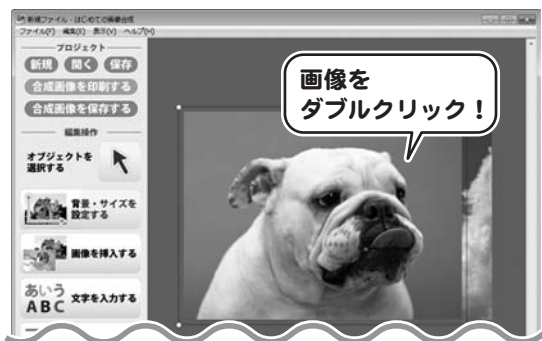 新規ファイル - はじめての画像合成
ファイル(F) 編集(E) 表示(V) ヘルプ(H)
プロジェクト
新規 開く 保存
合成画像を印刷する
合成画像を保存する
編集操作
オブジェクトを
選択する
背景・サイズを
設定する
画像を挿入する
あいう
ABC
文字を入力する
画像を
ダブルクリック！